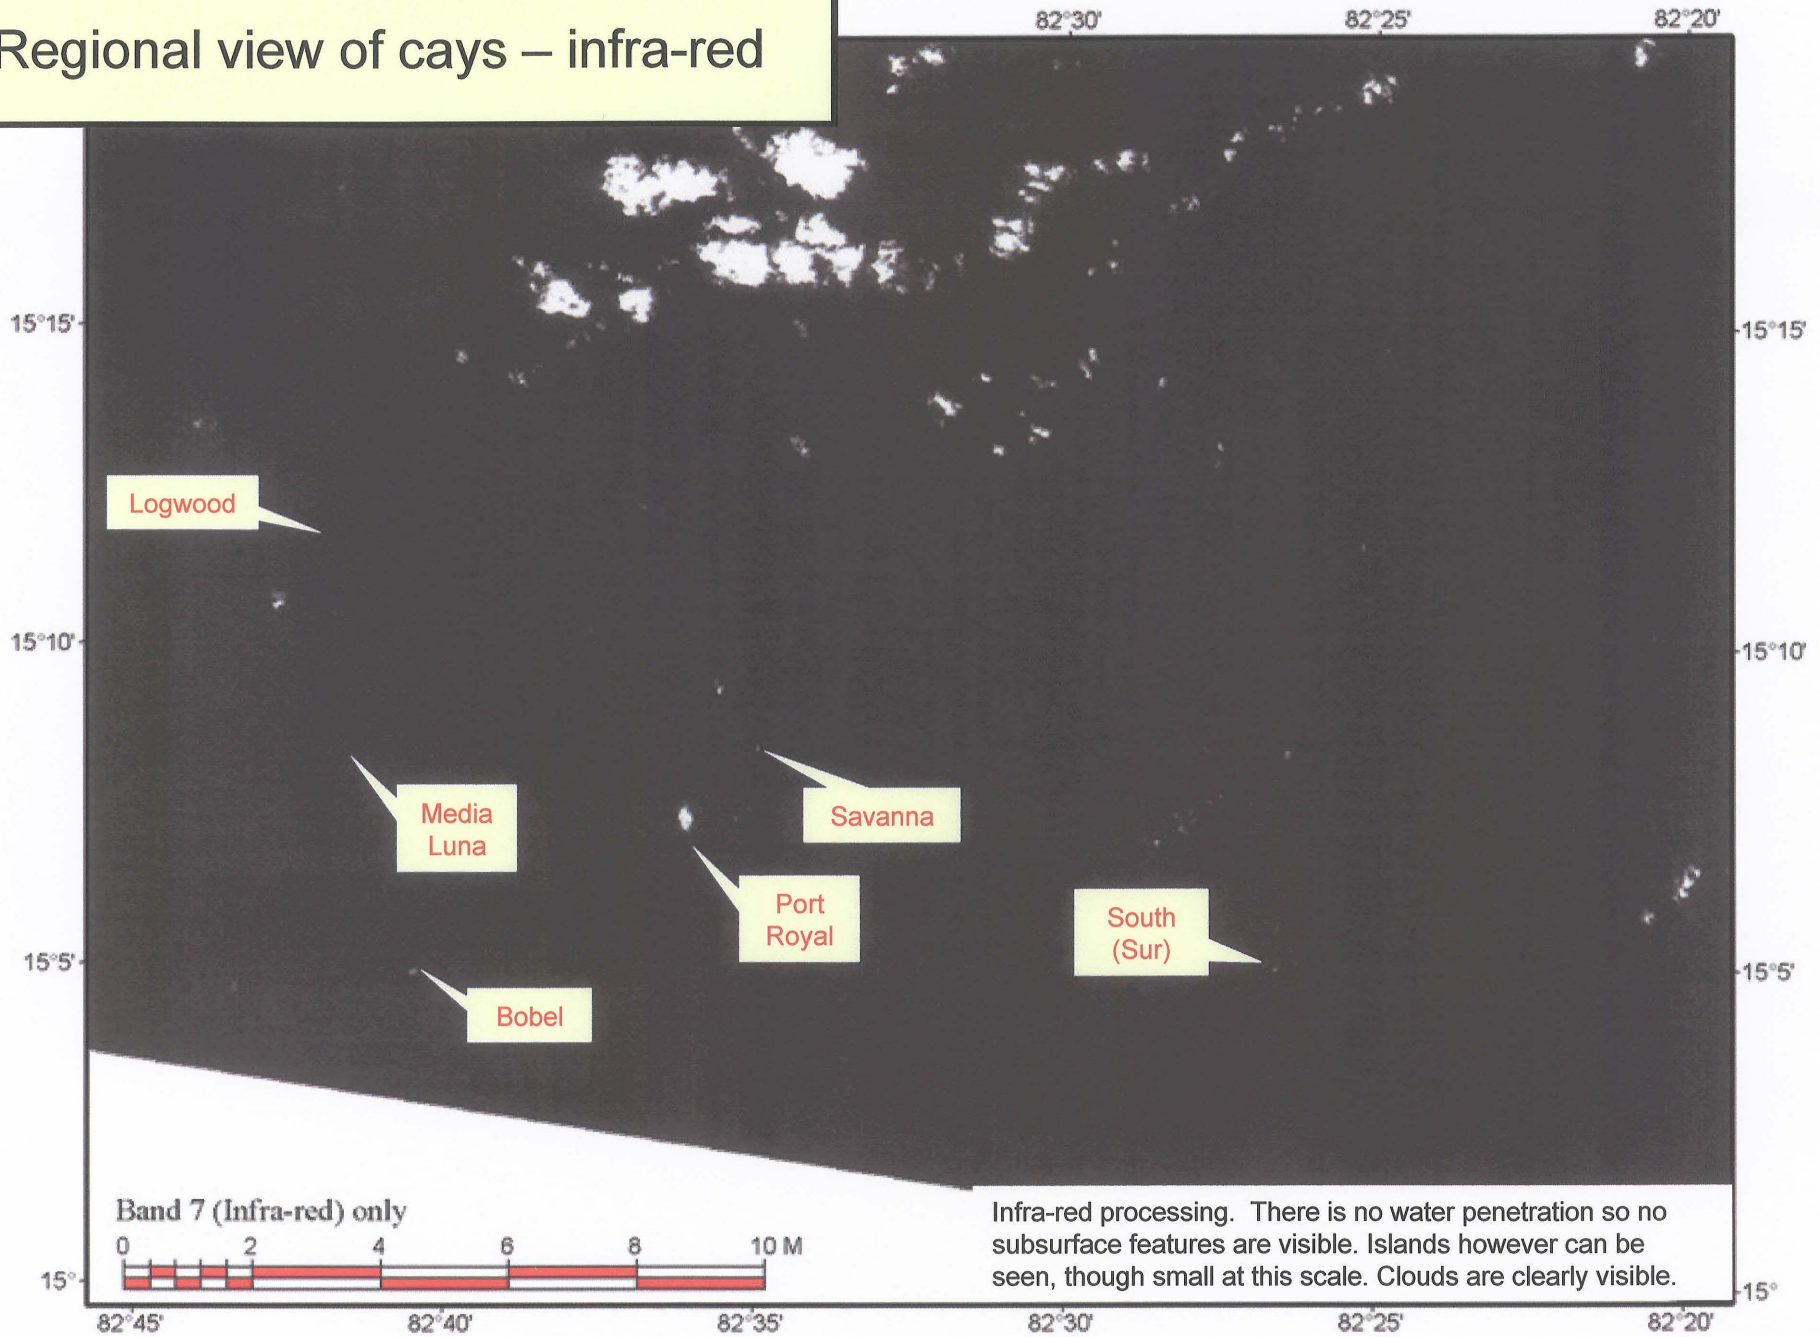 Regional view of cays – infra-red
82°30' 82°25' 82°20'
15°15' 15°15'
Logwood
15°10' 15°10'
Media
Luna
Savanna
Port
Royal
South
(Sur)
15°5' 15°5'
Bobel
Band 7 (Infra-red) only
0 2 4 6 8 10 M
Infra-red processing. There is no water penetration so no
subsurface features are visible. Islands however can be
seen, though small at this scale. Clouds are clearly visible.
15° 15°
82°45' 82°40' 82°35' 82°30' 82°25' 82°20'